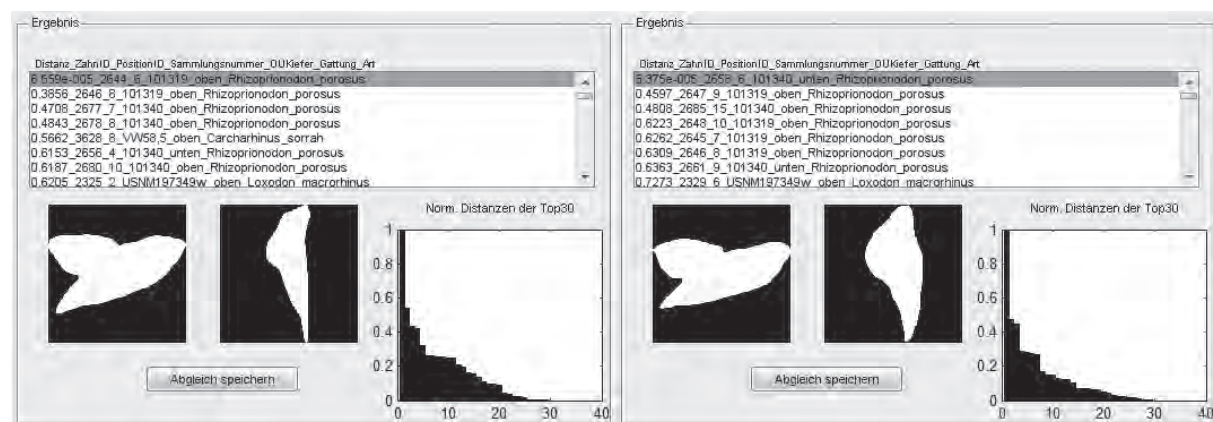 Ergebnis
Distanz_ZahnID_PositionID_Sammlungsnummer_OUKiefer_Gattung_Art
6.559e-005_2644_6_101319_oben_Rhizoprionodon_porosus
0.3856_2646_8_101319_oben_Rhizoprionodon_porosus
0.4708_2677_7_101340_oben_Rhizoprionodon_porosus
0.4843_2678_8_101340_oben_Rhizoprionodon_porosus
0.5662_3628_8_VW58,5_oben_Carcharhinus_sorrah
0.6153_2656_4_101340_unten_Rhizoprionodon_porosus
0.6187_2680_10_101340_oben_Rhizoprionodon_porosus
0.6205_2325_2_USNM197349w_oben_Loxodon_macrorhinus
Norm. Distanzen der Top30
1
0.8
0.6
0.4
0.2
0
0 10 20 30 40
Abgleich speichern
Ergebnis
Distanz_ZahnID_PositionID_Sammlungsnummer_OUKiefer_Gattung_Art
6.375e-005_2658_6_101340_unten_Rhizoprionodon_porosus
0.4597_2647_9_101319_oben_Rhizoprionodon_porosus
0.4808_2685_15_101340_oben_Rhizoprionodon_porosus
0.6223_2648_10_101319_oben_Rhizoprionodon_porosus
0.6262_2645_7_101319_oben_Rhizoprionodon_porosus
0.6309_2646_8_101319_oben_Rhizoprionodon_porosus
0.6363_2661_9_101340_unten_Rhizoprionodon_porosus
0.7273_2329_6_USNM197349w_oben_Loxodon_macrorhinus
Norm. Distanzen der Top30
1
0.8
0.6
0.4
0.2
0
0 10 20 30 40
Abgleich speichern